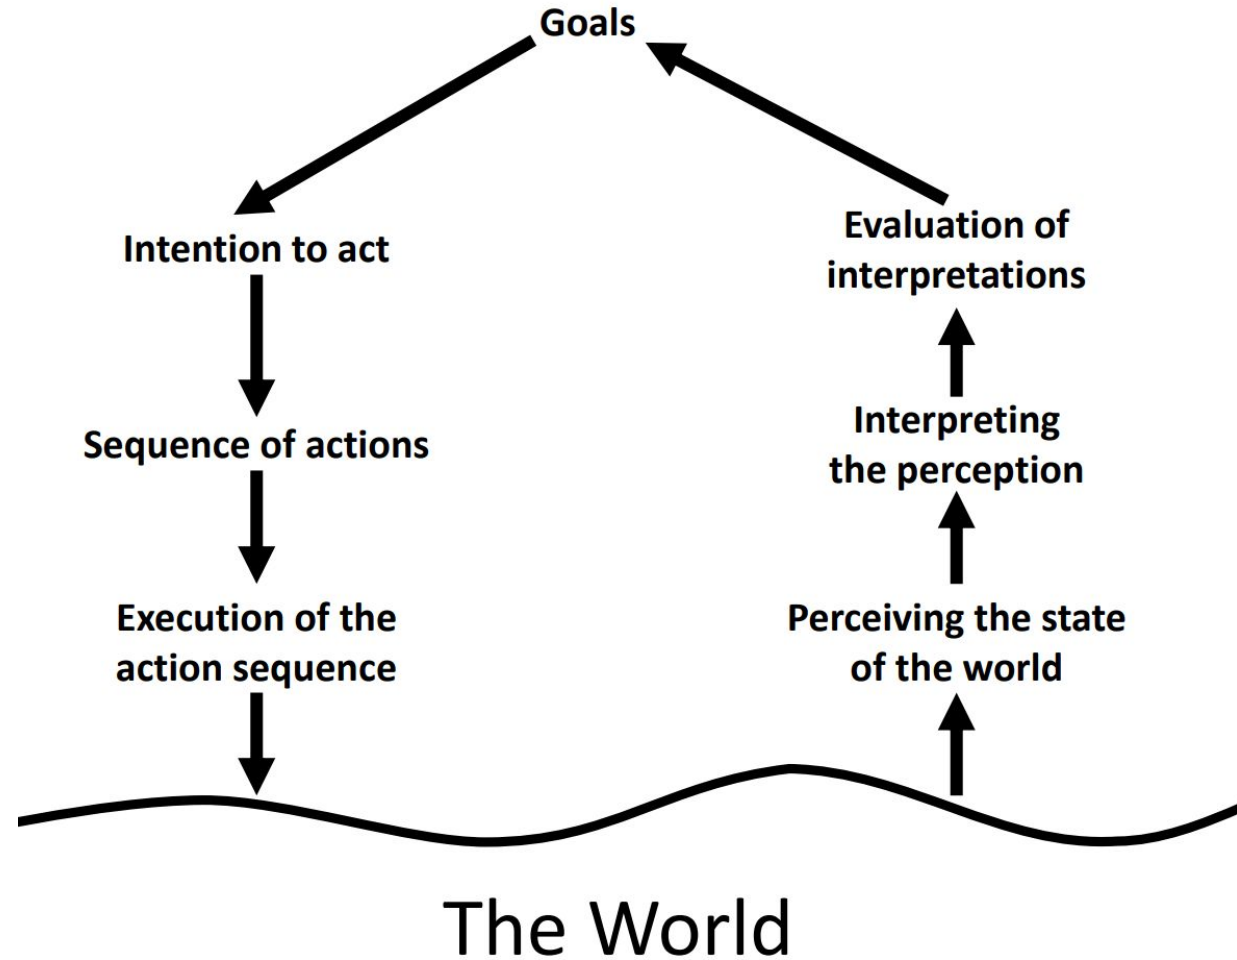 Goals
Intention to act
Sequence of actions
Execution of the
action sequence
Evaluation of
interpretations
Interpreting
the perception
Perceiving the state
of the world
The World